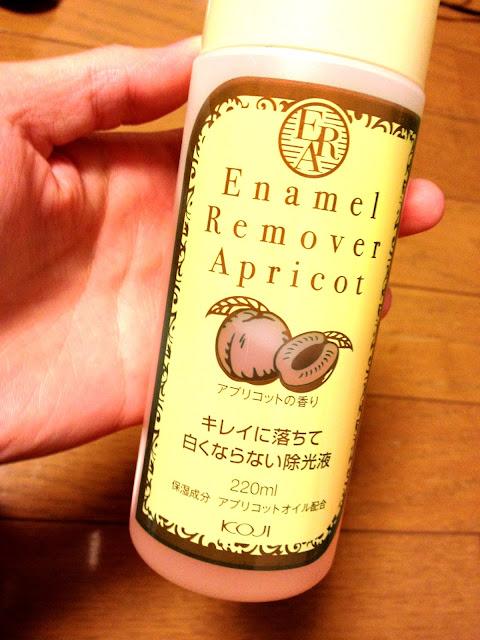 ERA
Enamel
Remover
Apricot
アプリコットの香り
キレイに落ちて
白くならない除光液
220ml
保湿成分 アプリコットオイル配合
KOJI